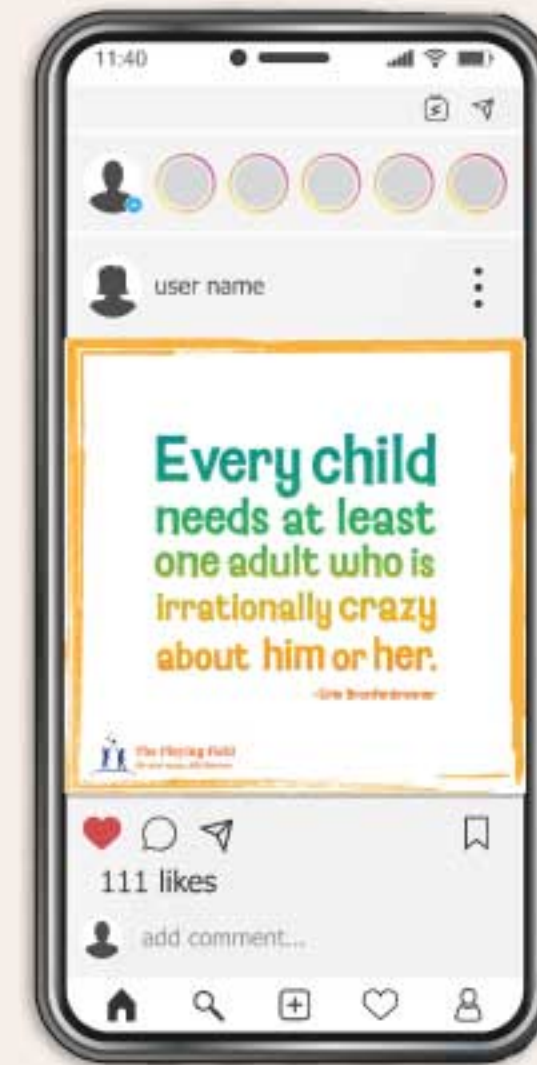 11:40
user name
Every child
needs at least
one adult who is
irrationally crazy
about him or her.
The Playing Field
111 likes
add comment...